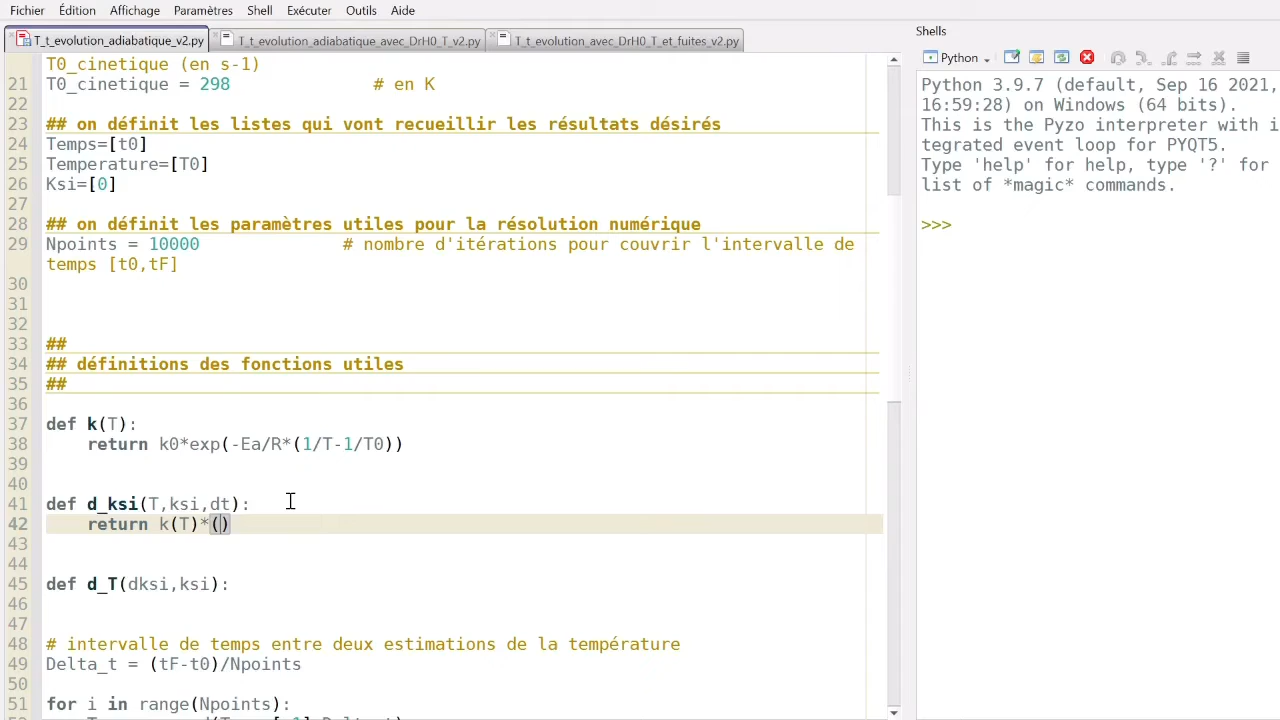 Fichier Édition Affichage Paramètres Shell Exécuter Outils Aide
T_t_evolution_adiabatique_v2.py T_t_evolution_adiabatique_avec_DrH0_T_v2.py T_t_evolution_avec_DrH0_T_et_fuites_v2.py
T0_cinetique (en s-1)
21 T0_cinetique = 298 # en K
22
23 ## on définit les listes qui vont recueillir les résultats désirés
24 Temps=[t0]
25 Temperature=[T0]
26 Ksi=[0]
27
28 ## on définit les paramètres utiles pour la résolution numérique
29 Npoints = 10000 # nombre d'itérations pour couvrir l'intervalle de
temps [t0,tF]
30
31
32
33 ##
34 ## définitions des fonctions utiles
35 ##
36
37 def k(T):
38 return k0*exp(-Ea/R*(1/T-1/T0))
39
40
41 def d_ksi(T,ksi,dt):
42 return k(T)*()
43
44
45 def d_T(dksi,ksi):
46
47
48 # intervalle de temps entre deux estimations de la température
49 Delta_t = (tF-t0)/Npoints
50
51 for i in range(Npoints):
Shells
Python
Python 3.9.7 (default, Sep 16 2021,
16:59:28) on Windows (64 bits).
This is the Pyzo interpreter with i
tegrated event loop for PYQT5.
Type 'help' for help, type '?' for
list of *magic* commands.
>>>